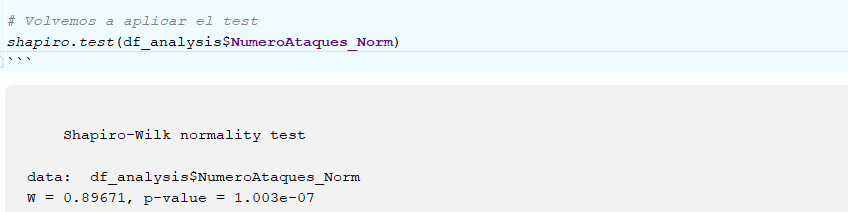 # Volvemos a aplicar el test
shapiro.test(df_analysis$NumeroAtaques_Norm)
```
Shapiro-Wilk normality test
data:  df_analysis$NumeroAtaques_Norm
W = 0.89671, p-value = 1.003e-07